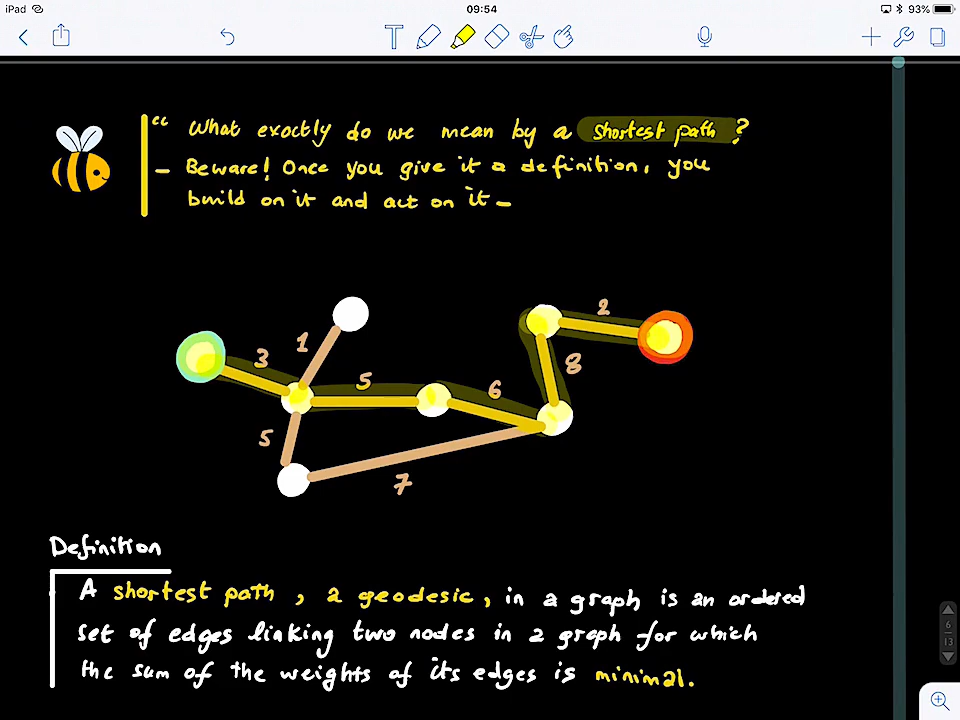 iPad
09:54
93%
T
“ What exactly do we mean by a shortest path?
– Beware! Once you give it a definition, you
build on it and act on it –
2
1
3
8
5
6
5
7
Definition
A shortest path, a geodesic, in a graph is an ordered
set of edges linking two nodes in a graph for which
the sum of the weights of its edges is minimal.
6
13